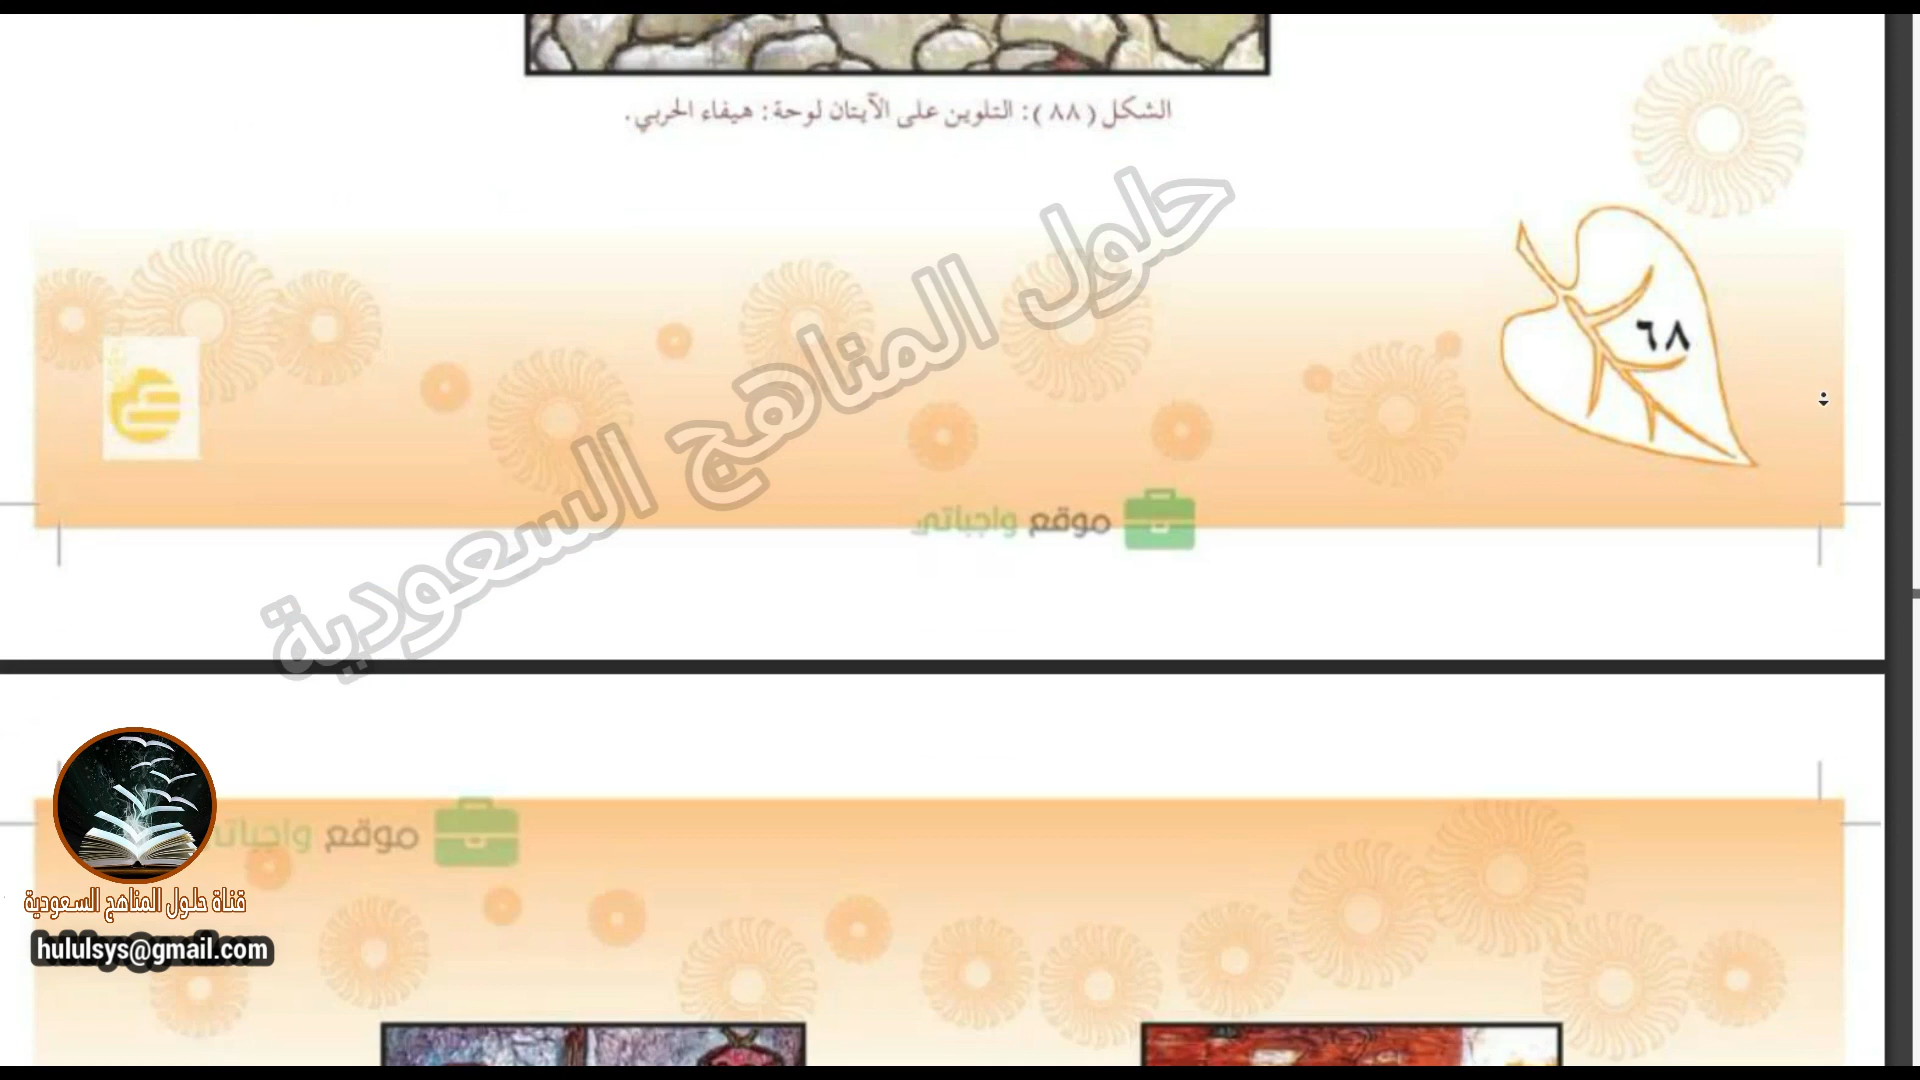 الشكل (٨٨): التلوين على الآيتان لوحة: هيفاء الحربي.
حلول المناهج السعودية
٦٨
موقع واجباتي
موقع واجباتي
قناة حلول المناهج السعودية
hululsys@gmail.com